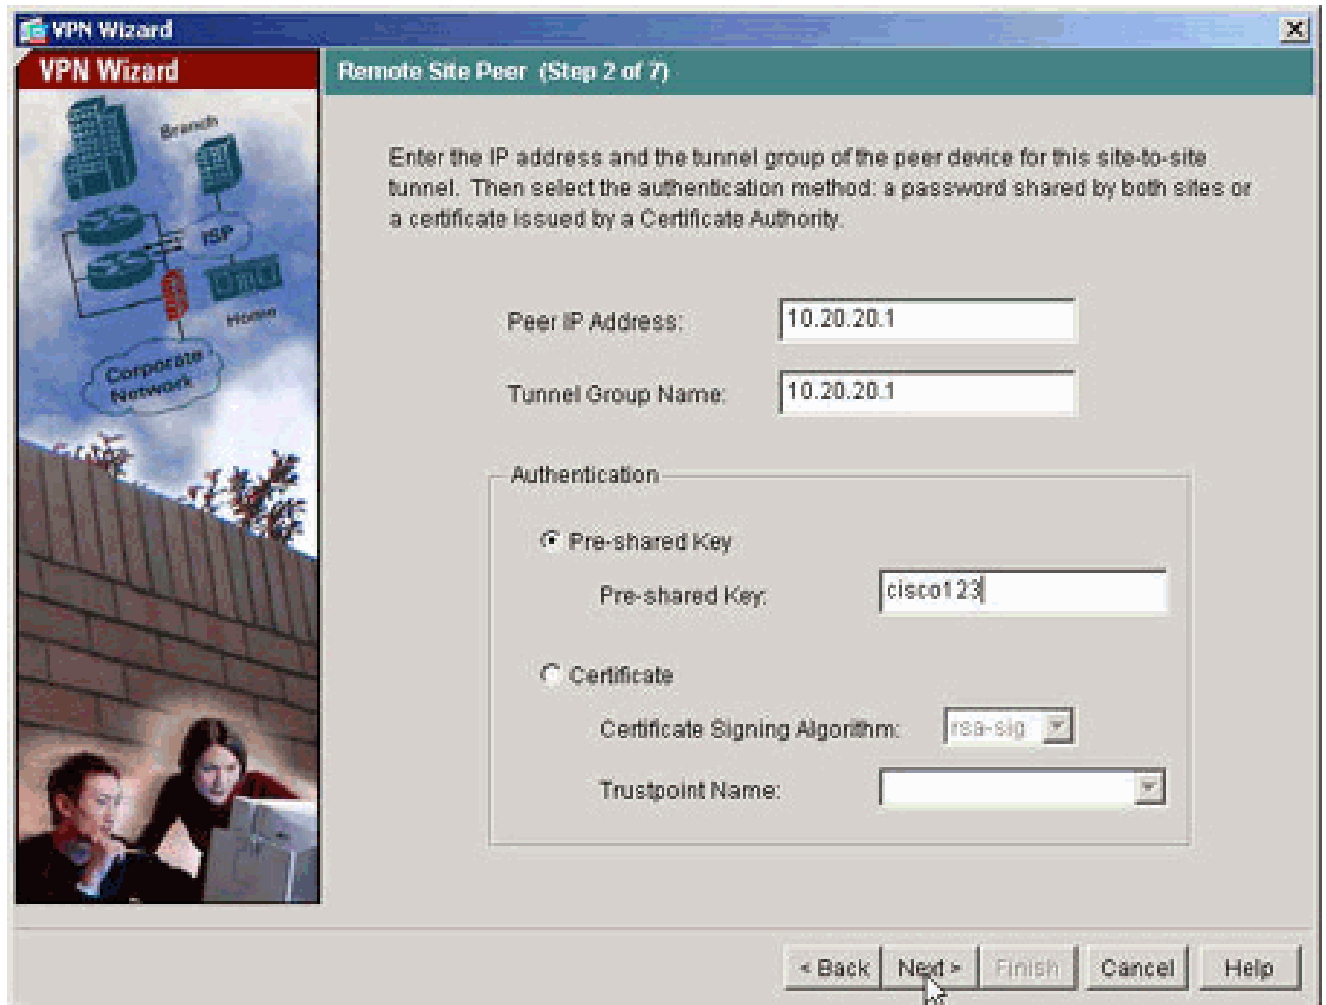 VPN Wizard
VPN Wizard
Remote Site Peer (Step 2 of 7)
Branch
ISP
Home
Corporate
Network
Enter the IP address and the tunnel group of the peer device for this site-to-site
tunnel. Then select the authentication method: a password shared by both sites or
a certificate issued by a Certificate Authority.
Peer IP Address: 10.20.20.1
Tunnel Group Name: 10.20.20.1
Authentication
Pre-shared Key
Pre-shared Key: cisco123
Certificate
Certificate Signing Algorithm: rsa-sig
Trustpoint Name:
< Back Next > Finish Cancel Help